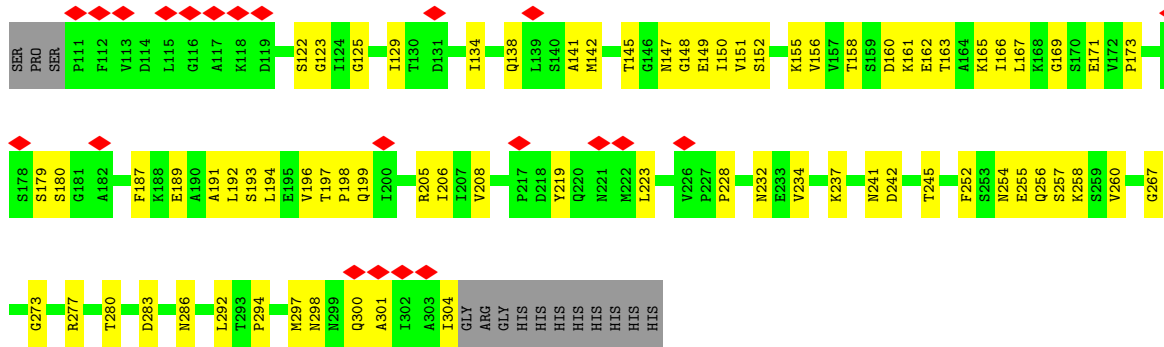 SER PRO SER P111 F112 V113 D114 L115 G116 A117 K118 D119 S122 G123 I124 G125 I129 T130 D131 I134 Q138 L139 S140 A141 M142 T145 G146 N147 G148 E149 I150 V151 S152 K155 V156 V157 T158 S159 D160 K161 E162 T163 A164 K165 I166 L167 K168 G169 S170 E171 V172 P173
S178 S179 S180 G181 A182 F187 K188 E189 A190 A191 L192 S193 L194 E195 V196 T197 P198 Q199 I200 R205 I206 I207 V208 P217 D218 Y219 Q220 N221 M222 L223 V226 P227 P228 N232 E233 V234 K237 N241 D242 T245 F252 S253 N254 E255 Q256 S257 K258 S259 V260 G267
G273 R277 T280 D283 N286 L292 T293 P294 M297 N298 N299 Q300 A301 I302 A303 I304 GLY ARG GLY HIS HIS HIS HIS HIS HIS HIS HIS